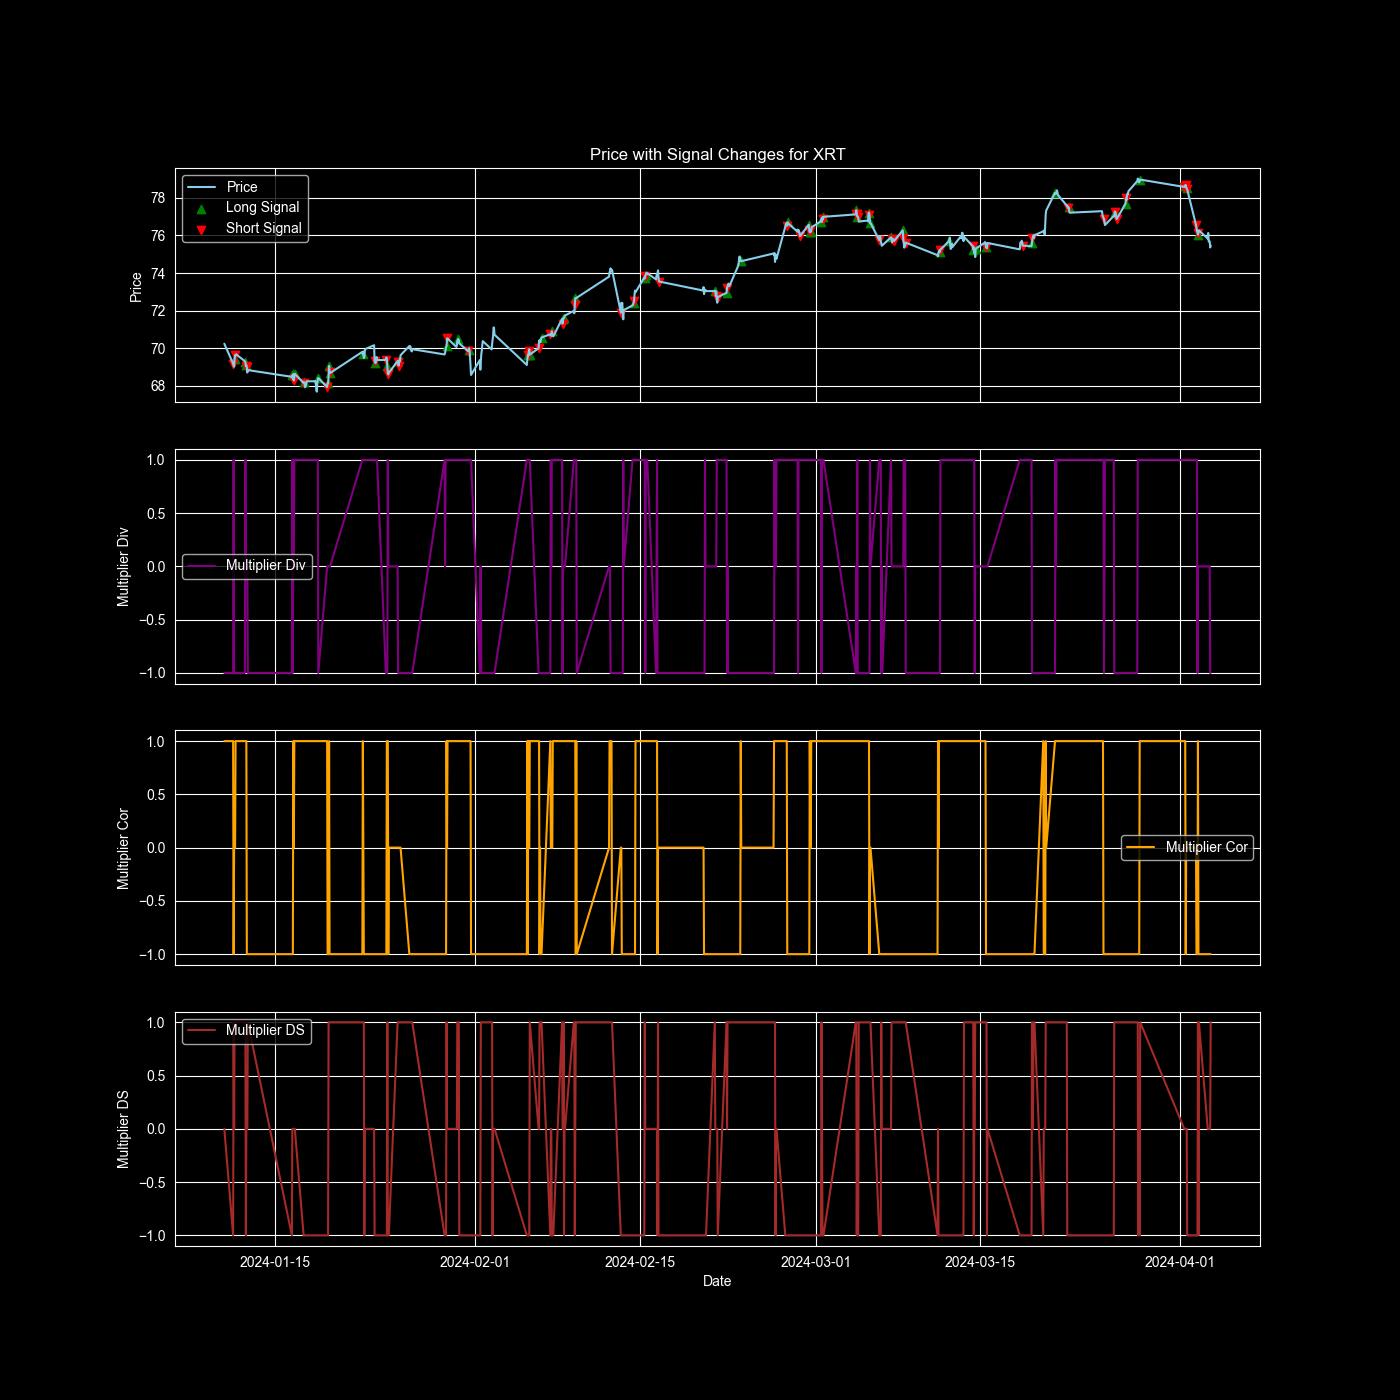 Price with Signal Changes for XRT
Price
Long Signal
Short Signal
78
76
74
72
70
68
Price
1.0
0.5
0.0
−0.5
−1.0
Multiplier Div
Multiplier Div
1.0
0.5
0.0
−0.5
−1.0
Multiplier Cor
Multiplier Cor
1.0
0.5
0.0
−0.5
−1.0
Multiplier DS
Multiplier DS
2024-01-15 2024-02-01 2024-02-15 2024-03-01 2024-03-15 2024-04-01
Date